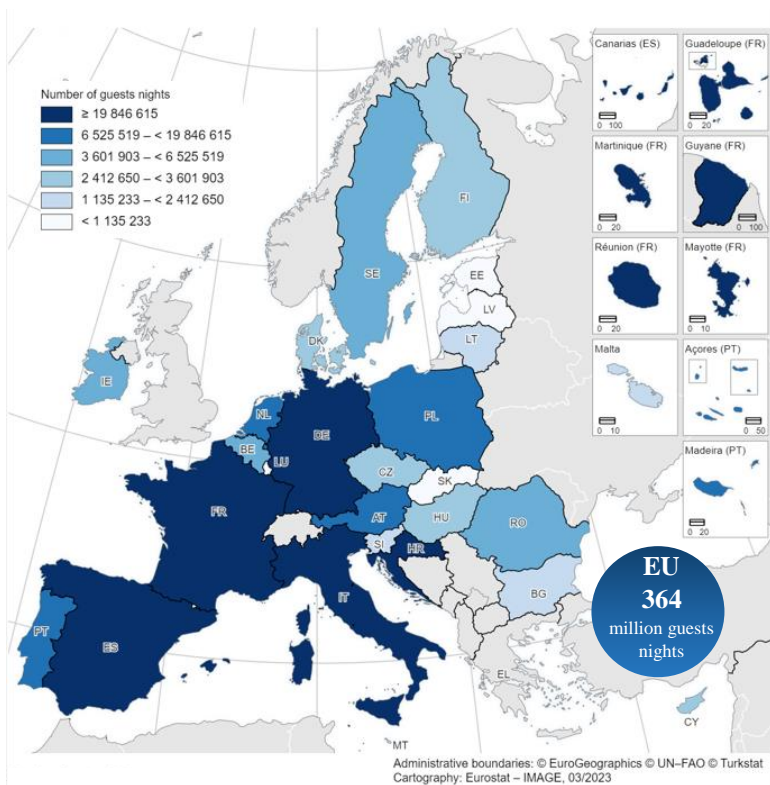 Number of guests nights
≥ 19 846 615
6 525 519 – < 19 846 615
3 601 903 – < 6 525 519
2 412 650 – < 3 601 903
1 135 233 – < 2 412 650
< 1 135 233
Canarias (ES)
0 100
Guadeloupe (FR)
0 20
Martinique (FR)
0 20
Guyane (FR)
0 100
Réunion (FR)
0 20
Mayotte (FR)
0 10
Malta
0 10
Açores (PT)
0 50
Madeira (PT)
0 20
FI
SE
EE
LV
LT
DK
IE
NL
PL
DE
BE
LU
CZ
SK
FR
AT
HU
RO
SI
HR
IT
BG
PT
ES
EL
CY
MT
EU
364
million guests
nights
Administrative boundaries: © EuroGeographics © UN–FAO © Turkstat
Cartography: Eurostat – IMAGE, 03/2023